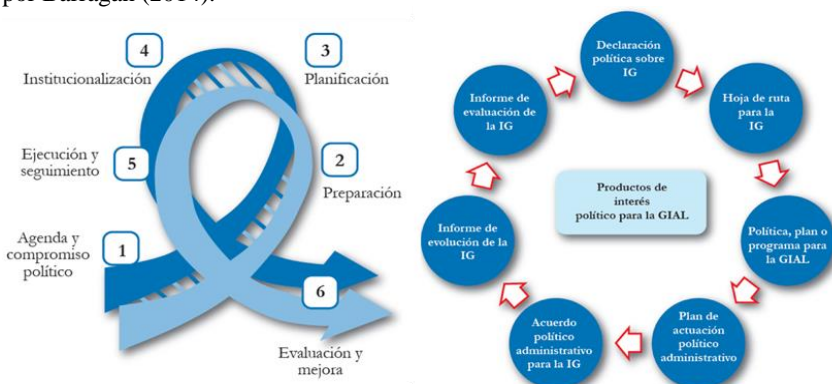 por Barragán (2014).
4
Institucionalización
3
Planificación
Ejecución y
seguimiento
5
2
Preparación
Agenda y
compromiso
político
1
6
Evaluación y
mejora
Declaración
política sobre
IG
Hoja de ruta
para la
IG
Política, plan o
programa para
la GIAL
Plan de
actuación
político
administrativo
Acuerdo
político
administrativo
para la IG
Informe de
evolución de la
IG
Informe de
evaluación de
la IG
Productos de
interés
político para la GIAL